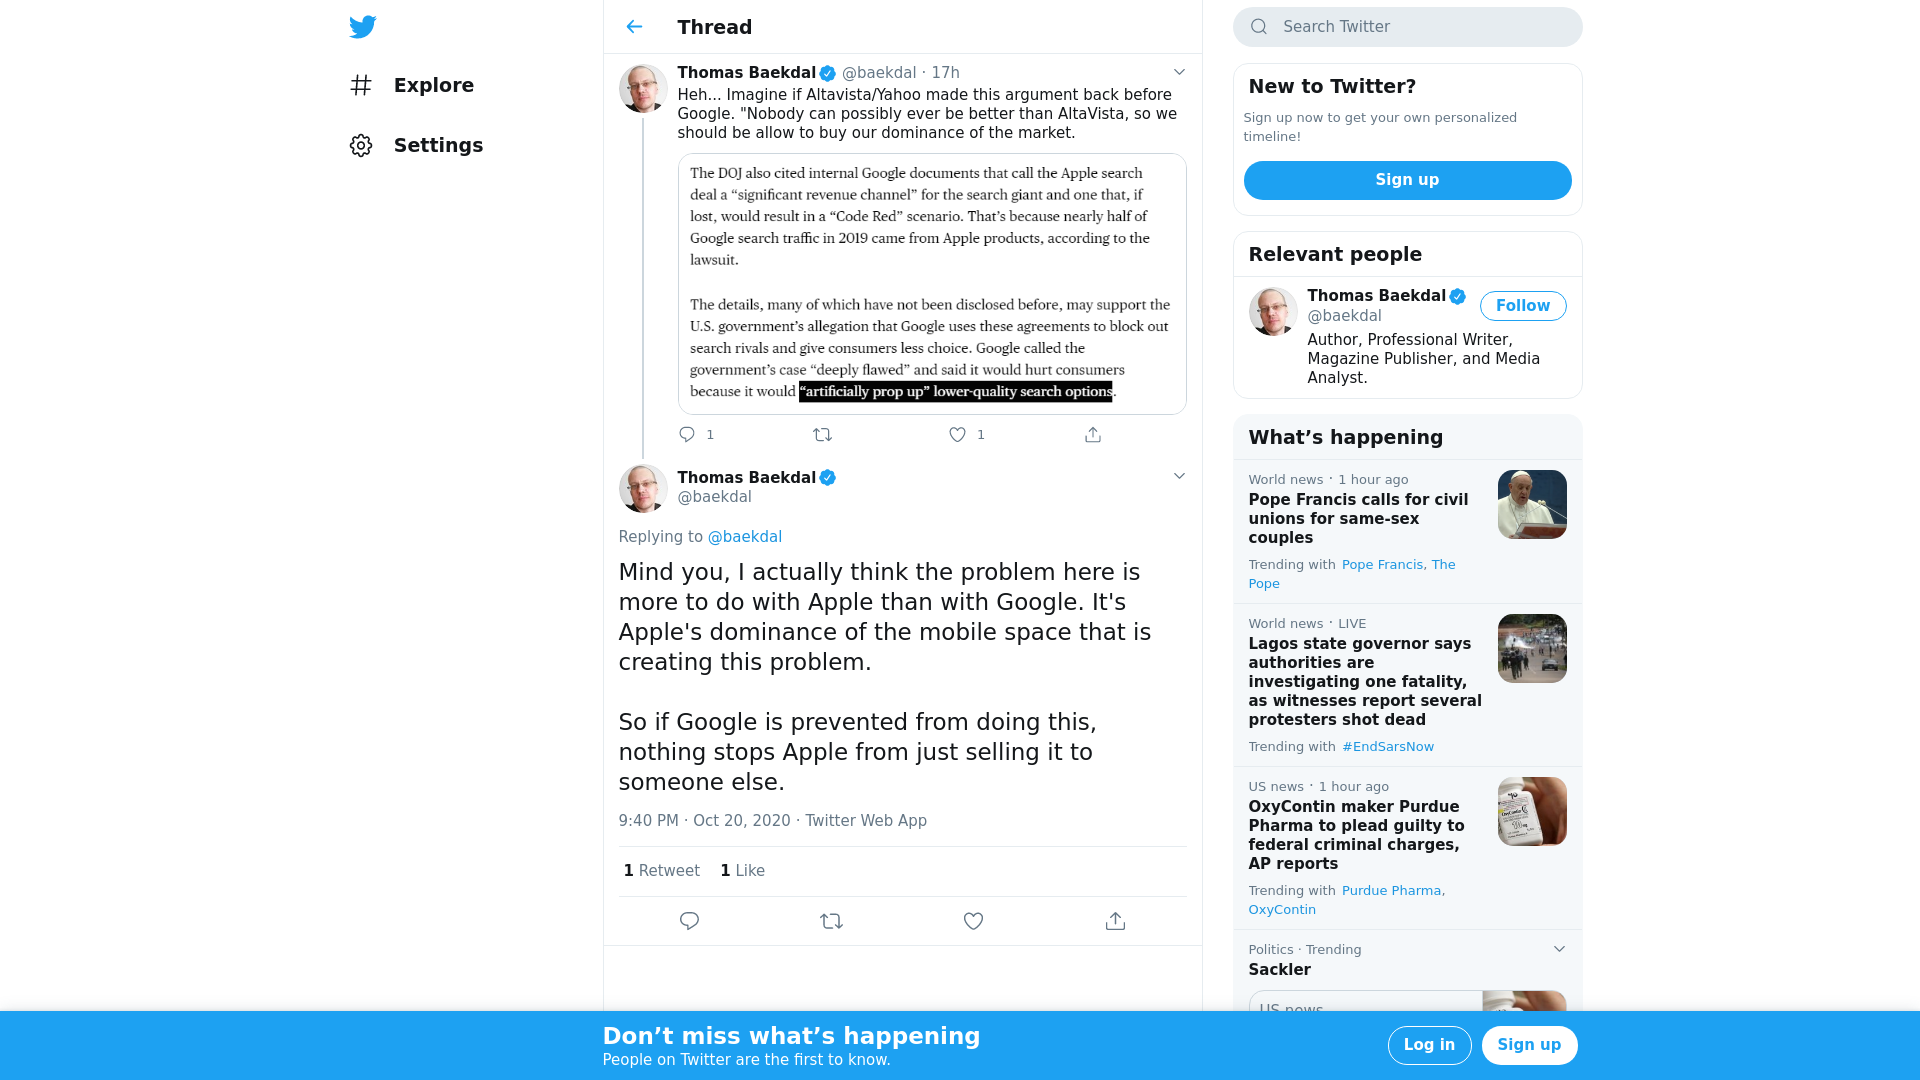 Explore
Settings
Thread
Thomas Baekdal @baekdal · 17h
Heh... Imagine if Altavista/Yahoo made this argument back before
Google. "Nobody can possibly ever be better than AltaVista, so we
should be allow to buy our dominance of the market.
The DOJ also cited internal Google documents that call the Apple search
deal a “significant revenue channel” for the search giant and one that, if
lost, would result in a “Code Red” scenario. That’s because nearly half of
Google search traffic in 2019 came from Apple products, according to the
lawsuit.
The details, many of which have not been disclosed before, may support the
U.S. government’s allegation that Google uses these agreements to block out
search rivals and give consumers less choice. Google called the
government’s case “deeply flawed” and said it would hurt consumers
because it would “artificially prop up” lower-quality search options.
1
1
Thomas Baekdal
@baekdal
Replying to @baekdal
Mind you, I actually think the problem here is
more to do with Apple than with Google. It's
Apple's dominance of the mobile space that is
creating this problem.
So if Google is prevented from doing this,
nothing stops Apple from just selling it to
someone else.
9:40 PM · Oct 20, 2020 · Twitter Web App
1 Retweet 1 Like
Search Twitter
New to Twitter?
Sign up now to get your own personalized
timeline!
Sign up
Relevant people
Thomas Baekdal
@baekdal
Follow
Author, Professional Writer,
Magazine Publisher, and Media
Analyst.
What’s happening
World news · 1 hour ago
Pope Francis calls for civil
unions for same-sex
couples
Trending with Pope Francis, The
Pope
World news · LIVE
Lagos state governor says
authorities are
investigating one fatality,
as witnesses report several
protesters shot dead
Trending with #EndSarsNow
US news · 1 hour ago
OxyContin maker Purdue
Pharma to plead guilty to
federal criminal charges,
AP reports
Trending with Purdue Pharma,
OxyContin
Politics · Trending
Sackler
US news
Don’t miss what’s happening
People on Twitter are the first to know.
Log in
Sign up